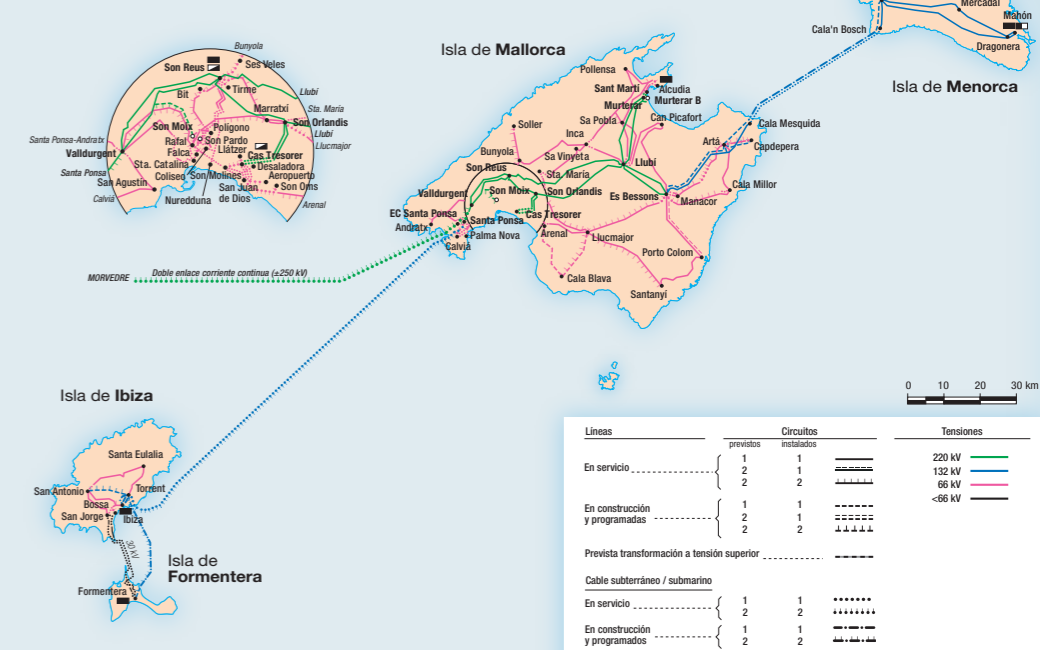 Mercadal
Mahón
Cala'n Bosch
Dragonera
Isla de Menorca
Isla de Mallorca
Pollensa
Sant Martí
Alcudia
Murterar
Murterar B
Can Picafort
Sa Pobla
Soller
Inca
Cala Mesquida
Artá
Capdepera
Bunyola
Sa Vinyeta
Llubí
Son Reus
Sta. María
Cala Millor
Valldurgent
Son Moix
Son Orlandis
Es Bessons
Manacor
EC Santa Ponsa
Santa Ponsa
Cas Tresorer
Andratx
Palma Nova
Arenal
Llucmajor
Calviá
Porto Colom
Cala Blava
Santanyí
Bunyola
Son Reus
Ses Veles
Bit
Tirme
Llubí
Marratxí
Sta. María
Son Moix
Polígono
Son Orlandis
Santa Ponsa-Andratx
Rafal
Son Pardo
Llubí
Valldurgent
Falca
Llátzer
Cas Tresorer
Llucmajor
Sta. Catalina
Desaladora
Santa Ponsa
Coliseo
Son Molines
Aeropuerto
San Agustín
San Juan
de Dios
Son Oms
Calviá
Nuredduna
Arenal
MORVEDRE
Doble enlace corriente continua (±250 kV)
Isla de Ibiza
Santa Eulalia
San Antonio
Torrent
Bossa
San Jorge
Ibiza
30 kV
Isla de
Formentera
Formentera
0 10 20 30 km
Líneas
Circuitos
previstos instalados
Tensiones
En servicio
1 1
2 1
2 2
220 kV
132 kV
66 kV
<66 kV
En construcción
y programadas
1 1
2 1
2 2
Prevista transformación a tensión superior
Cable subterráneo / submarino
En servicio
1 1
2 2
En construcción
y programados
1 1
2 2